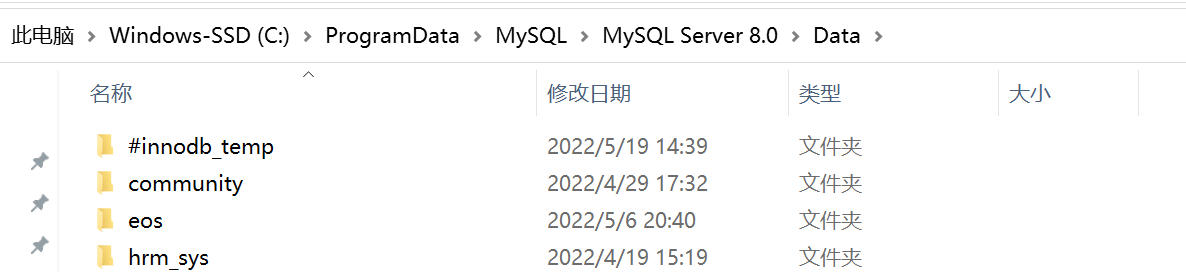 此电脑 > Windows-SSD (C:) > ProgramData > MySQL > MySQL Server 8.0 > Data >
名称 修改日期 类型 大小
#innodb_temp 2022/5/19 14:39 文件夹
community 2022/4/29 17:32 文件夹
eos 2022/5/6 20:40 文件夹
hrm_sys 2022/4/19 15:19 文件夹